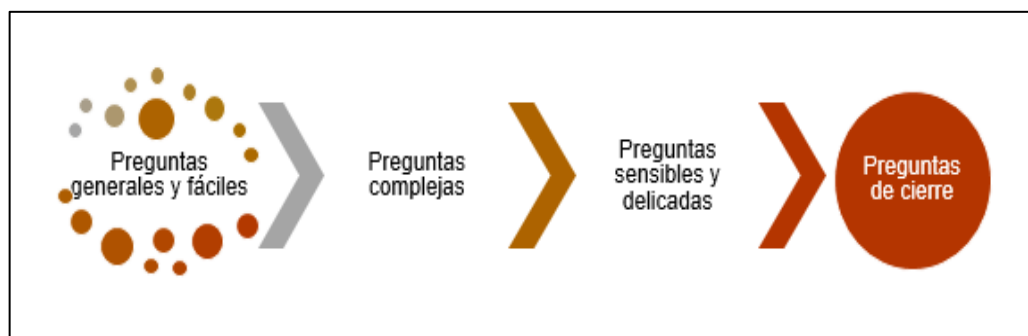 Preguntas
generales y fáciles
Preguntas
complejas
Preguntas
sensibles y
delicadas
Preguntas
de cierre